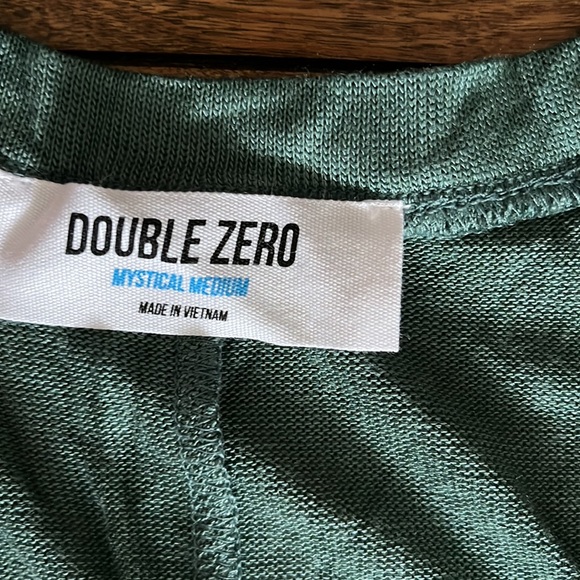 DOUBLE ZERO
MYSTICAL MEDIUM
MADE IN VIETNAM